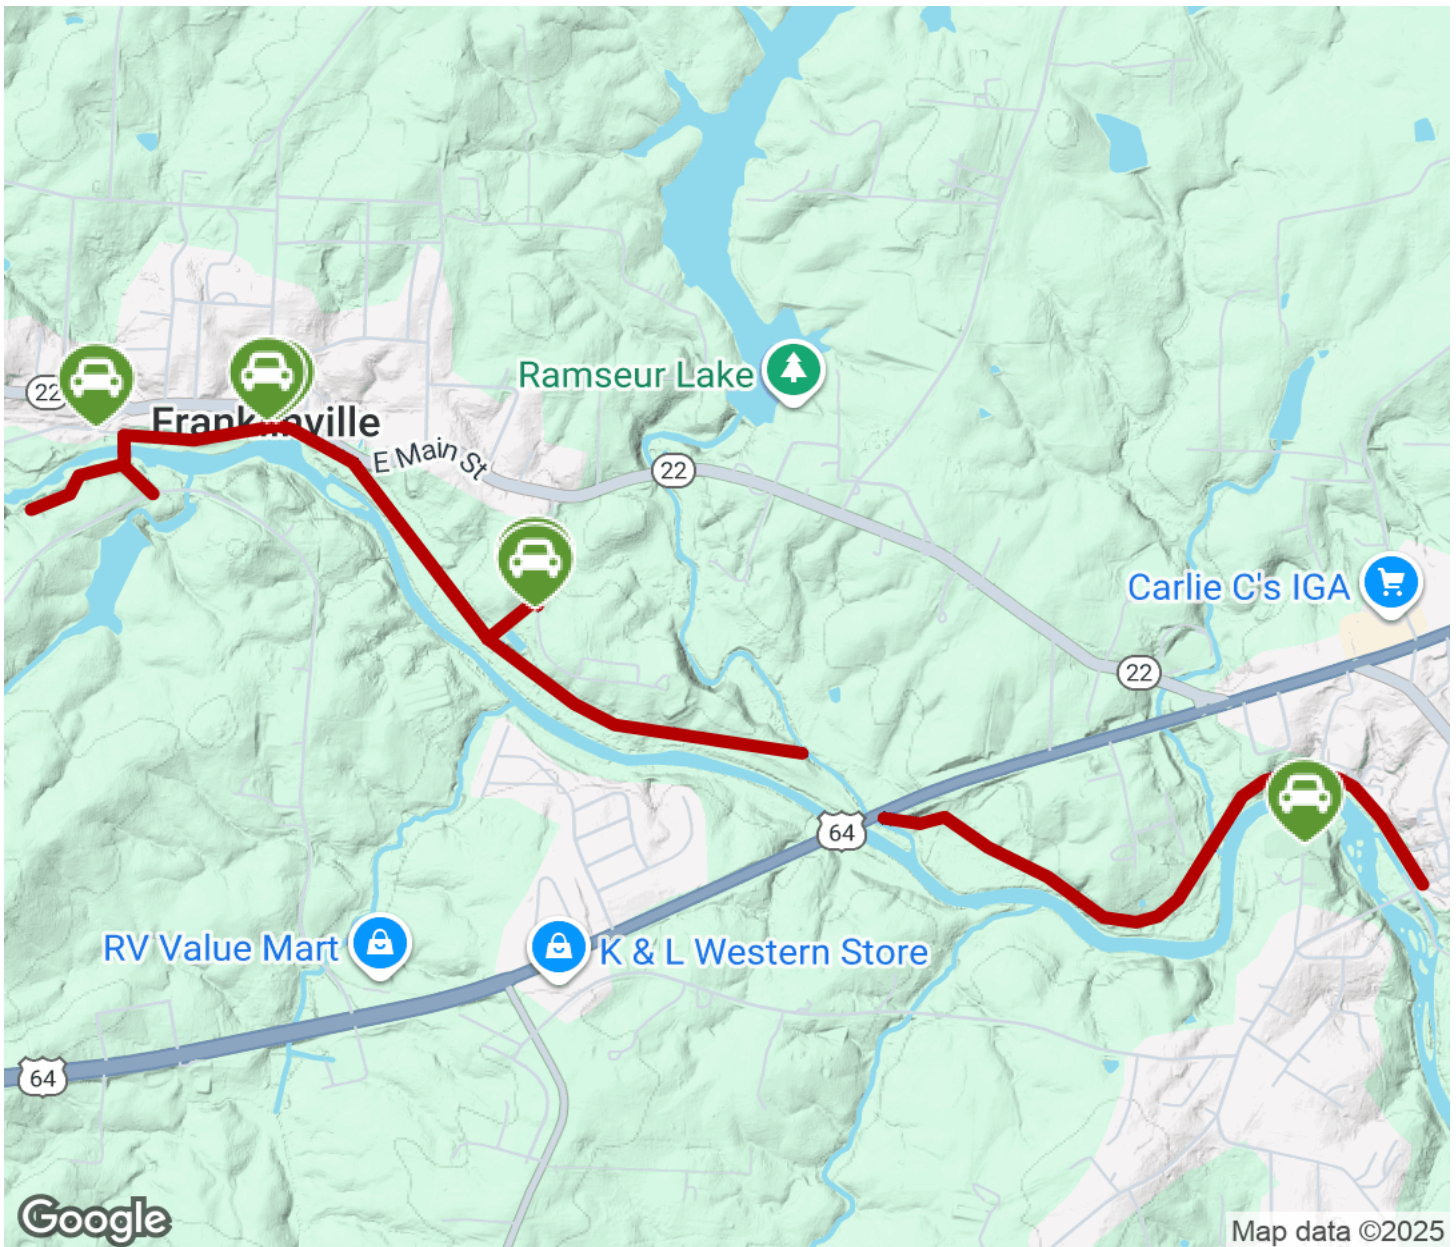 Ramseur Lake
22
Franklinville
E Main St
22
Carlie C's IGA
22
64
RV Value Mart
K & L Western Store
64
Google
Map data ©2025